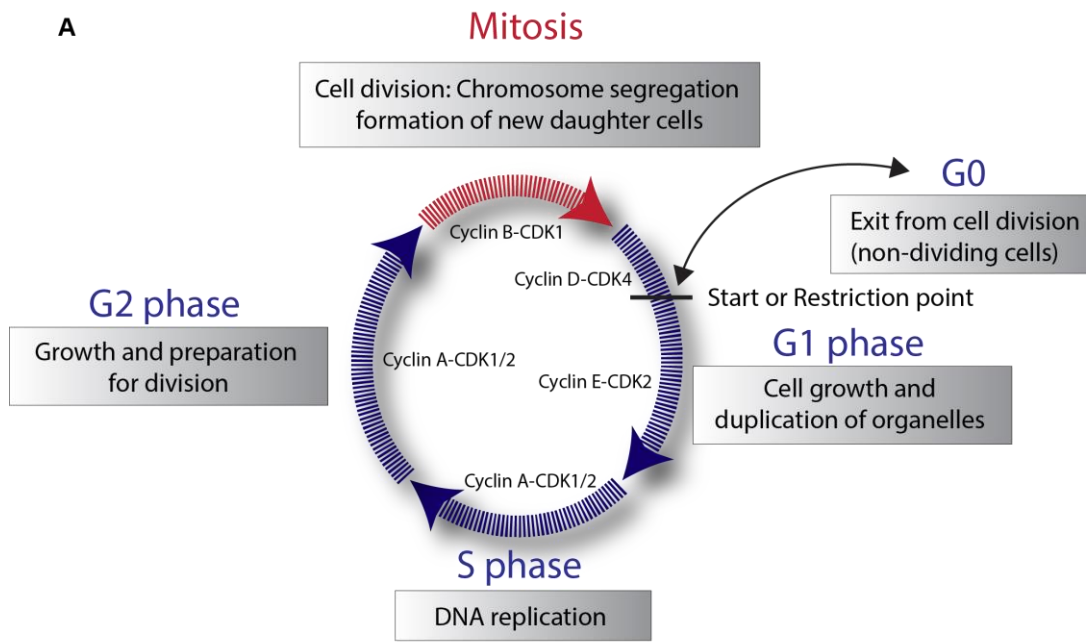 A
Mitosis
Cell division: Chromosome segregation
formation of new daughter cells
G0
Exit from cell division
(non-dividing cells)
Cyclin B-CDK1
Cyclin D-CDK4
Start or Restriction point
G2 phase
Growth and preparation
for division
Cyclin A-CDK1/2
Cyclin E-CDK2
G1 phase
Cell growth and
duplication of organelles
Cyclin A-CDK1/2
S phase
DNA replication